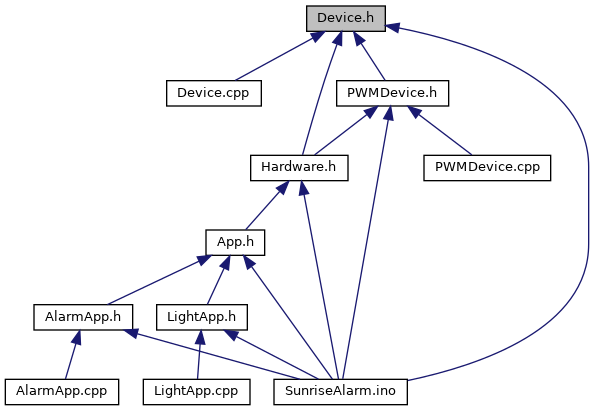 Device.h
Device.cpp
PWMDevice.h
Hardware.h
PWMDevice.cpp
App.h
AlarmApp.h
LightApp.h
AlarmApp.cpp
LightApp.cpp
SunriseAlarm.ino